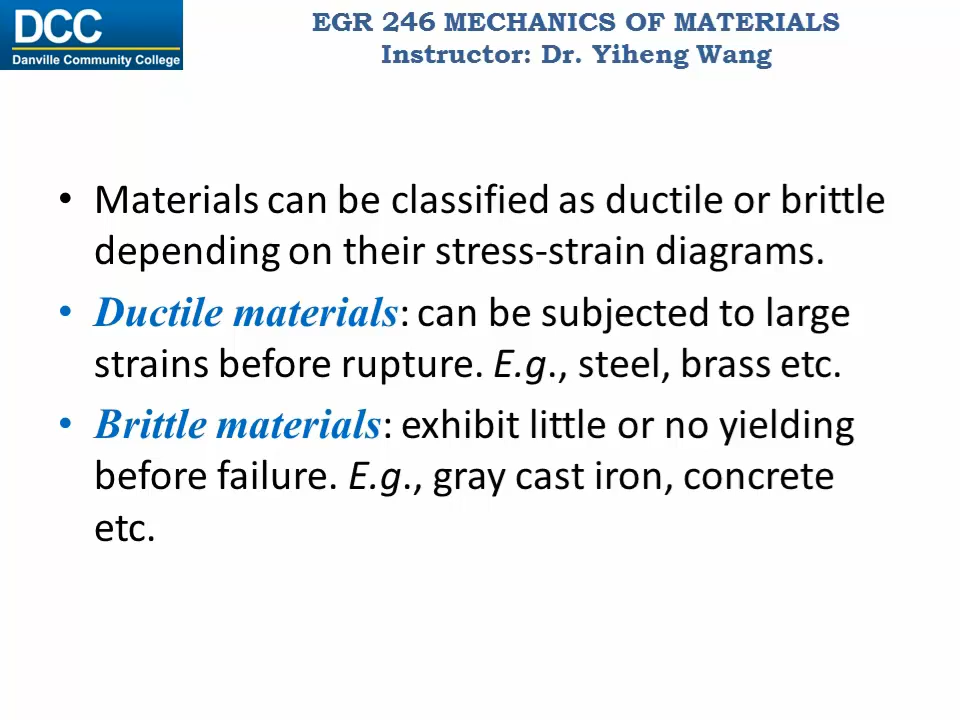 DCC
Danville Community College
EGR 246 MECHANICS OF MATERIALS
Instructor: Dr. Yiheng Wang
• Materials can be classified as ductile or brittle
depending on their stress-strain diagrams.
• Ductile materials: can be subjected to large
strains before rupture. E.g., steel, brass etc.
• Brittle materials: exhibit little or no yielding
before failure. E.g., gray cast iron, concrete
etc.